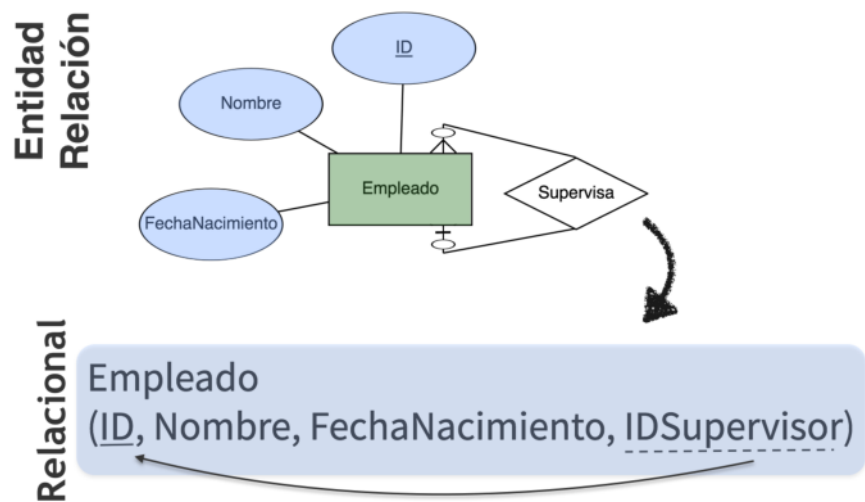 Entidad
Relación
ID
Nombre
Empleado
Supervisa
FechaNacimiento
Relacional
Empleado
(ID, Nombre, FechaNacimiento, IDSupervisor)